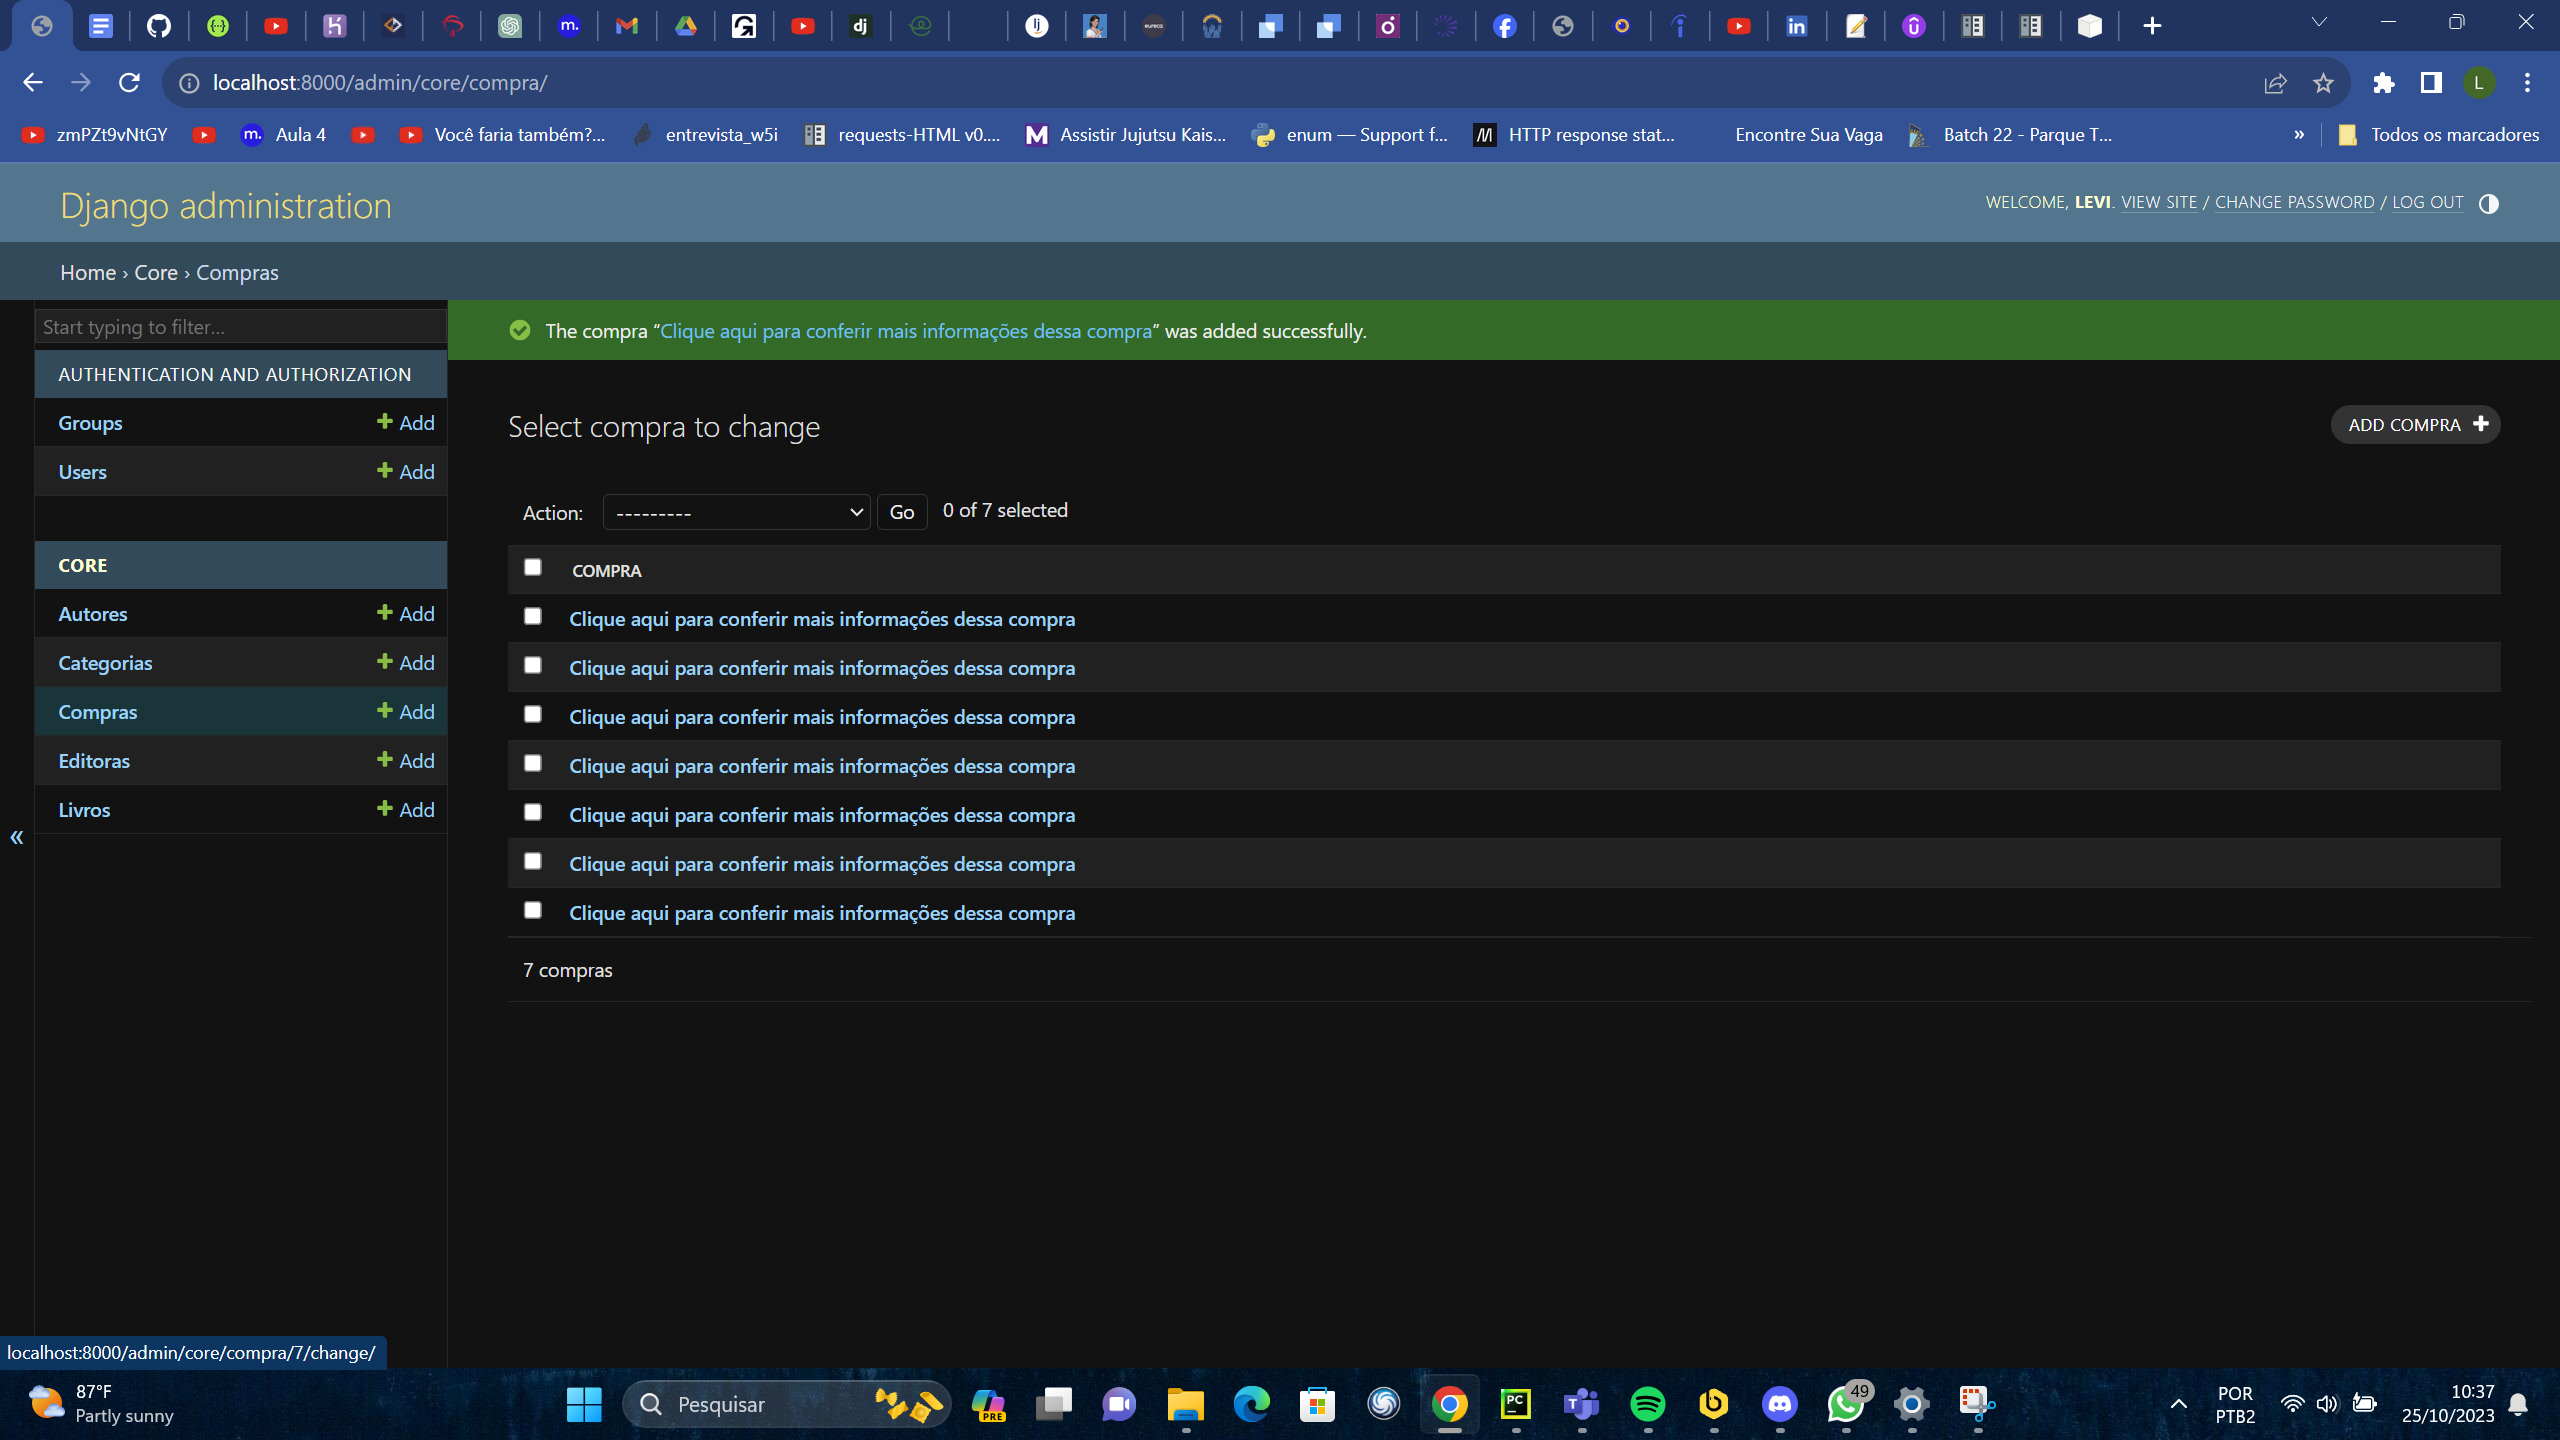 localhost:8000/admin/core/compra/
L
zmPZt9vNtGY
m. Aula 4
Você faria também?...
entrevista_w5i
requests-HTML v0....
Assistir Jujutsu Kais...
enum — Support f...
HTTP response stat...
Encontre Sua Vaga
Batch 22 - Parque T...
»
Todos os marcadores
Django administration
WELCOME, LEVI. VIEW SITE / CHANGE PASSWORD / LOG OUT
Home › Core › Compras
Start typing to filter...
The compra “Clique aqui para conferir mais informações dessa compra” was added successfully.
AUTHENTICATION AND AUTHORIZATION
Groups + Add
Users + Add
CORE
Autores + Add
Categorias + Add
Compras + Add
Editoras + Add
Livros + Add
«
Select compra to change
ADD COMPRA +
Action: --------- Go 0 of 7 selected
COMPRA
Clique aqui para conferir mais informações dessa compra
Clique aqui para conferir mais informações dessa compra
Clique aqui para conferir mais informações dessa compra
Clique aqui para conferir mais informações dessa compra
Clique aqui para conferir mais informações dessa compra
Clique aqui para conferir mais informações dessa compra
Clique aqui para conferir mais informações dessa compra
7 compras
localhost:8000/admin/core/compra/7/change/
87°F
Partly sunny
Pesquisar
PRE
PC
49
POR
PTB2
10:37
25/10/2023